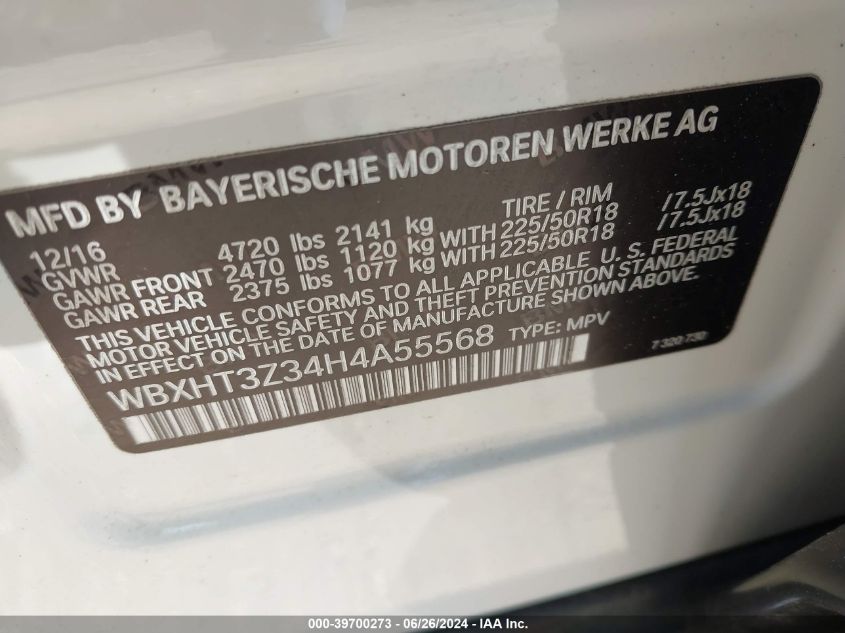 MFD BY BAYERISCHE MOTOREN WERKE AG
12/16 TIRE / RIM
GVWR 4720 lbs 2141 kg
GAWR FRONT 2470 lbs 1120 kg WITH 225/50R18 /7.5Jx18
GAWR REAR 2375 lbs 1077 kg WITH 225/50R18 /7.5Jx18
THIS VEHICLE CONFORMS TO ALL APPLICABLE U. S. FEDERAL
MOTOR VEHICLE SAFETY AND THEFT PREVENTION STANDARDS
IN EFFECT ON THE DATE OF MANUFACTURE SHOWN ABOVE.
WBXHT3Z34H4A55568 TYPE: MPV
7 320 730
000-39700273 - 06/26/2024 - IAA Inc.